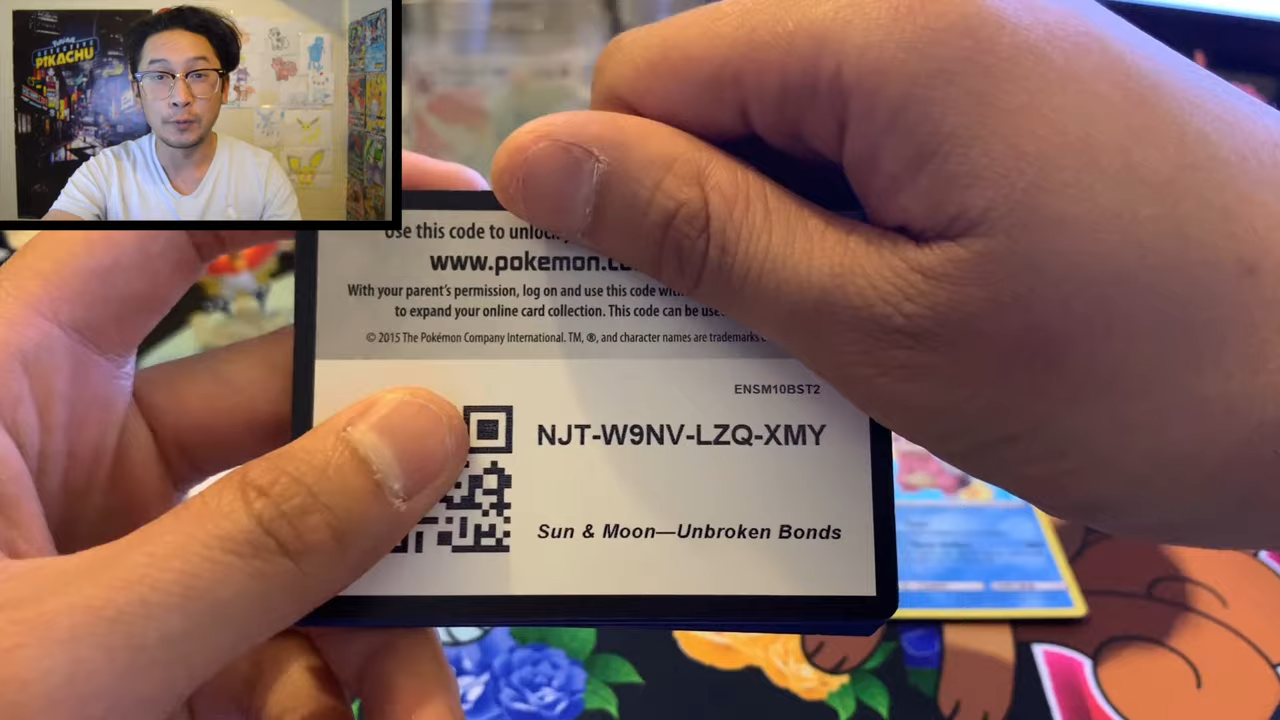 POKÉMON
DETECTIVE
PIKACHU
Use this code to unlock
www.pokemon.
With your parent's permission, log on and use this code
to expand your online card collection. This code can be
© 2015 The Pokémon Company International. TM, ®, and character names are trademarks
ENSM10BST2
NJT-W9NV-LZQ-XMY
Sun & Moon—Unbroken Bonds